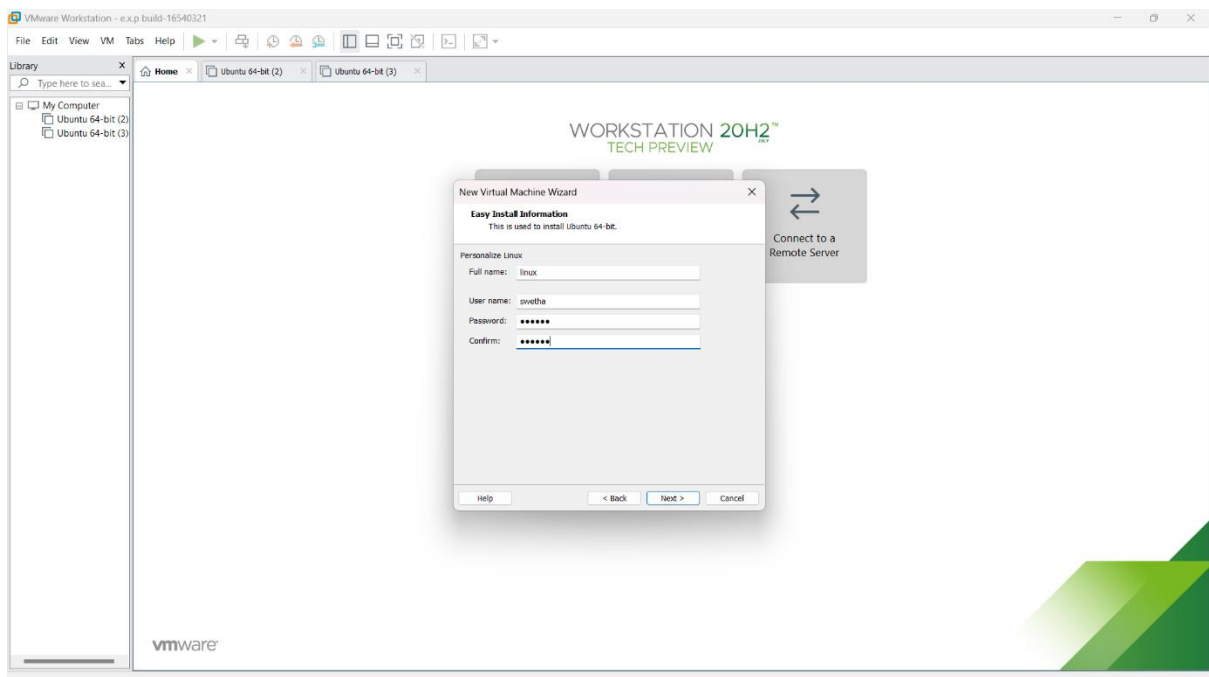 VMware Workstation - e.x.p build-16540321
File Edit View VM Tabs Help
Library X
Type here to sea...
My Computer
Ubuntu 64-bit (2)
Ubuntu 64-bit (3)
Home × Ubuntu 64-bit (2) × Ubuntu 64-bit (3) ×
WORKSTATION 20H2™
TECH PREVIEW
Connect to a
Remote Server
New Virtual Machine Wizard
Easy Install Information
This is used to install Ubuntu 64-bit.
Personalize Linux
Full name: linux
User name: swetha
Password: ●●●●●●
Confirm: ●●●●●●
Help < Back Next > Cancel
vmware